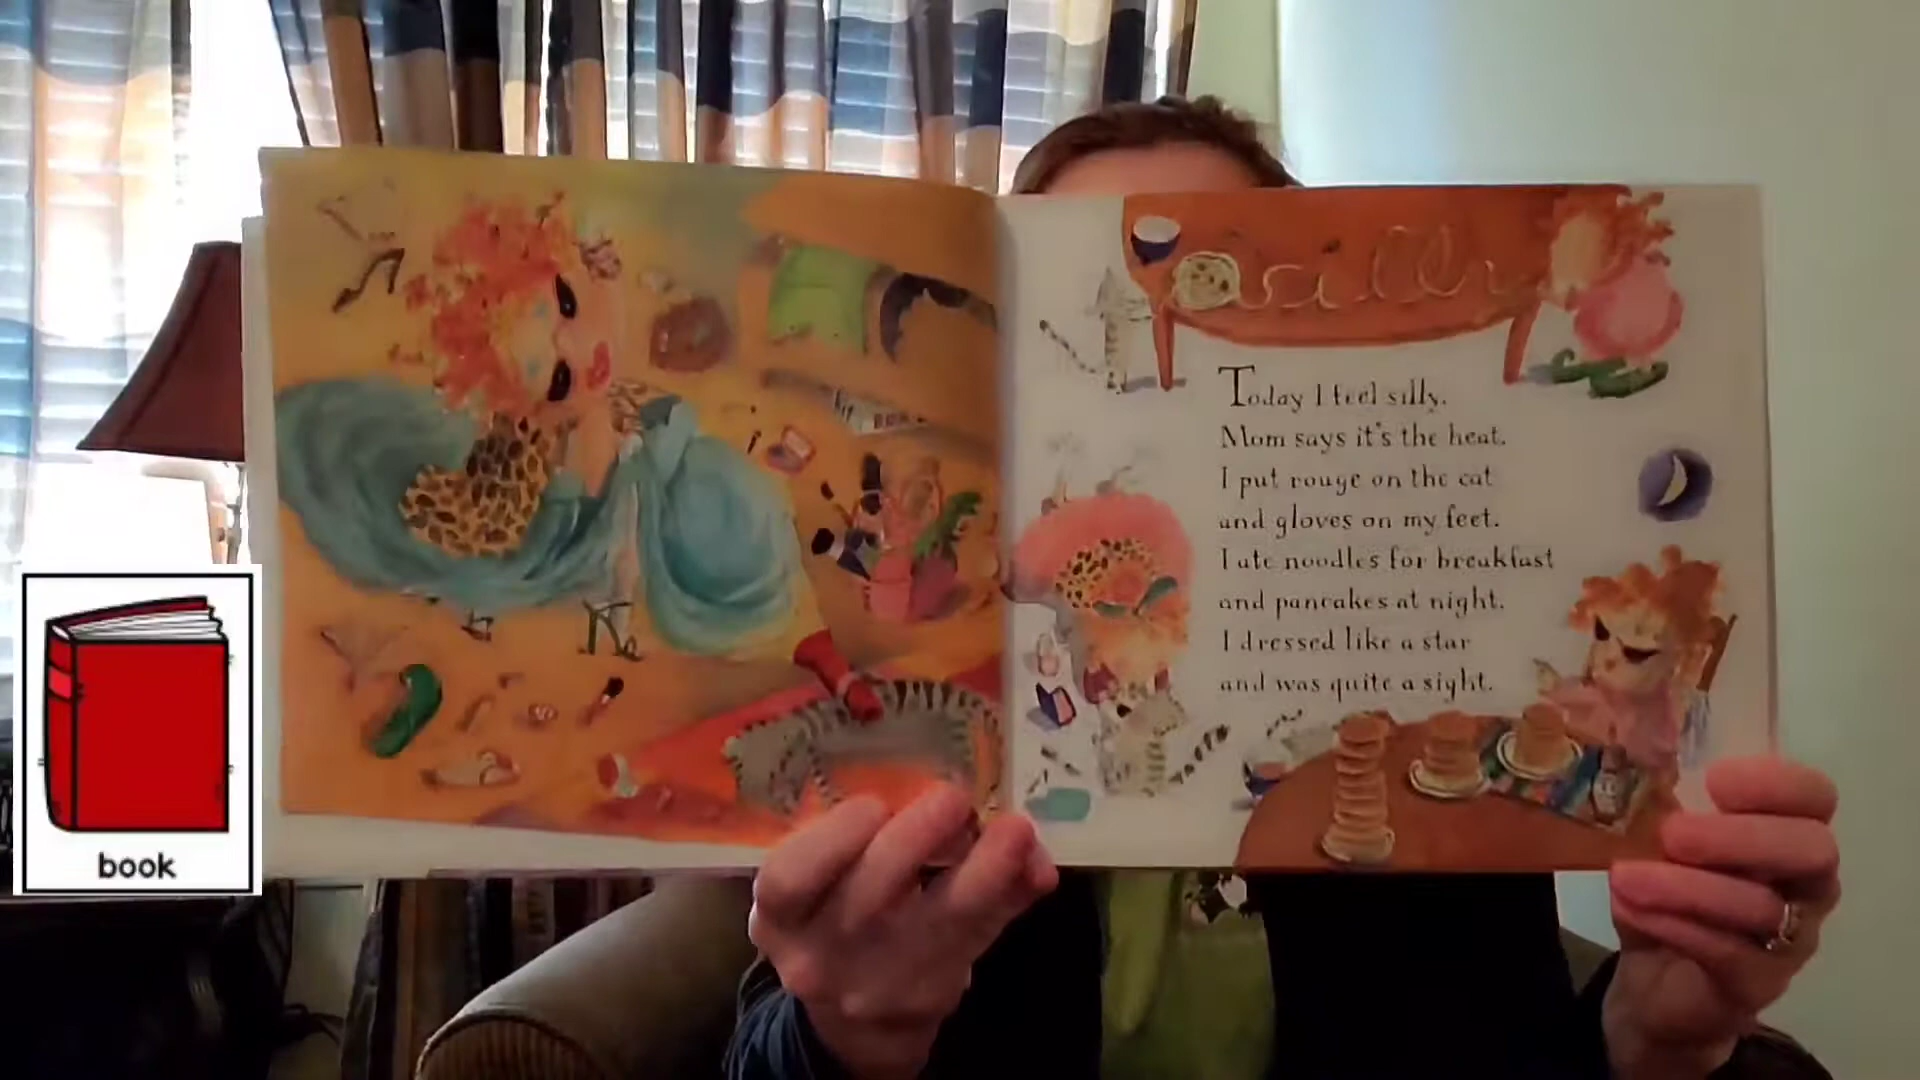 silly
Today I feel silly.
Mom says it's the heat.
I put rouge on the cat
and gloves on my feet.
I ate noodles for breakfast
and pancakes at night.
I dressed like a star
and was quite a sight.
book